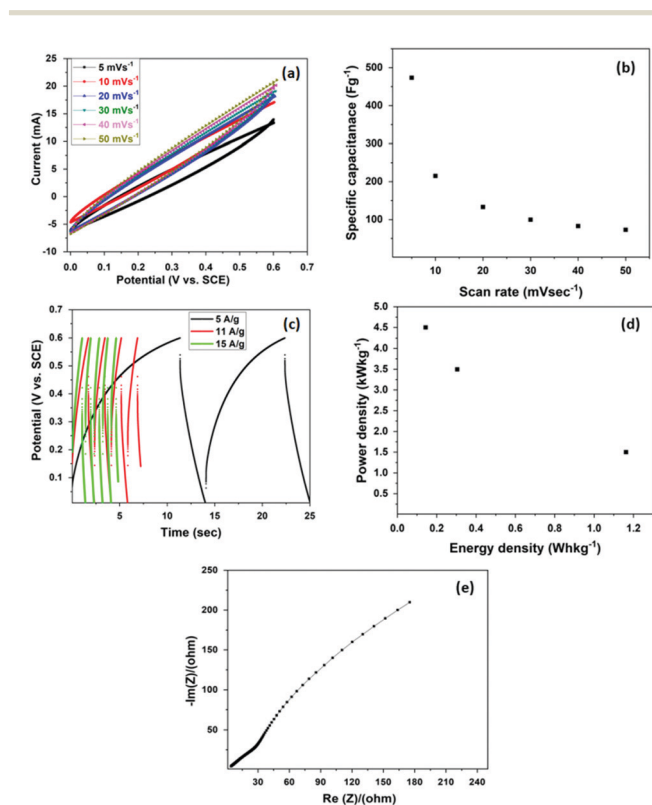 (a)
5 mVs⁻¹
10 mVs⁻¹
20 mVs⁻¹
30 mVs⁻¹
40 mVs⁻¹
50 mVs⁻¹
Current (mA)
25
20
15
10
5
0
-5
-10
0.0 0.1 0.2 0.3 0.4 0.5 0.6 0.7
Potential (V vs. SCE)
(b)
Specific capacitanace (Fg⁻¹)
500
400
300
200
100
10 20 30 40 50
Scan rate (mVsec⁻¹)
(c)
5 A/g
11 A/g
15 A/g
Potential (V vs. SCE)
0.7
0.6
0.5
0.4
0.3
0.2
0.1
5 10 15 20 25
Time (sec)
(d)
Power density (kWkg⁻¹)
5.0
4.5
4.0
3.5
3.0
2.5
2.0
1.5
1.0
0.5
0.0 0.2 0.4 0.6 0.8 1.0 1.2
Energy density (Whkg⁻¹)
(e)
-Im(Z)/(ohm)
250
200
150
100
50
30 60 90 120 150 180 210 240
Re (Z)/(ohm)